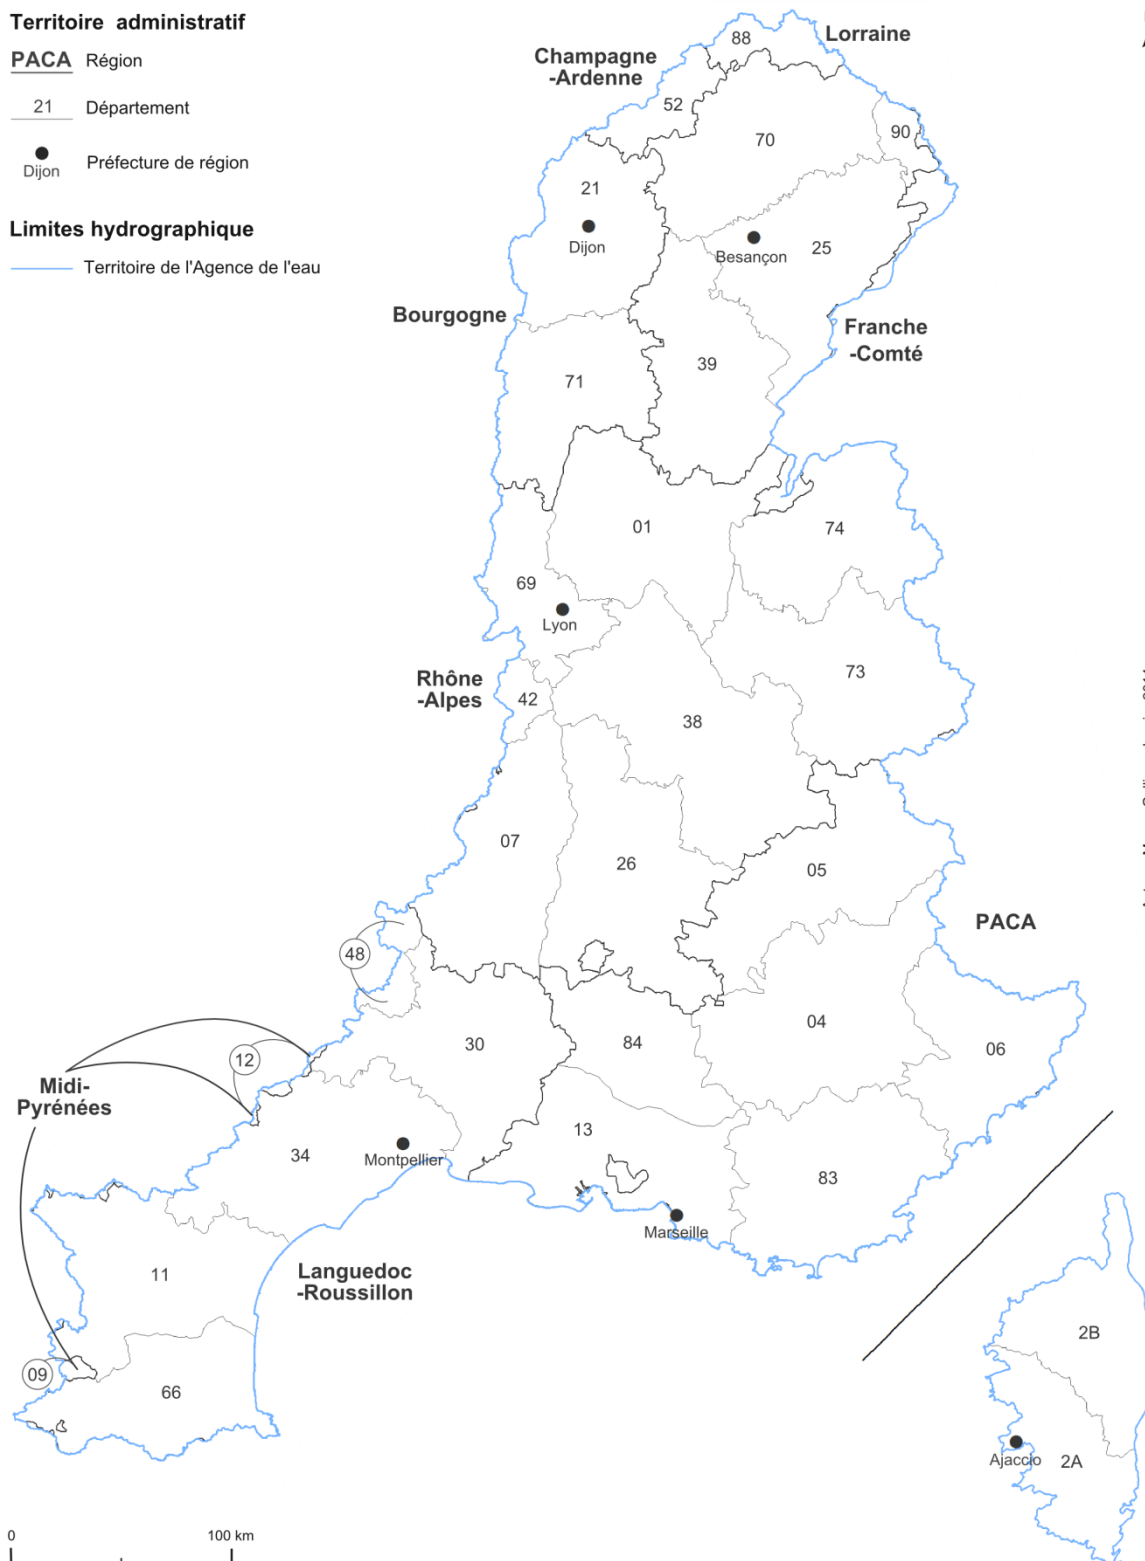 Territoire administratif
PACA Région
21 Département
Dijon Préfecture de région
Limites hydrographique
Territoire de l'Agence de l'eau
88
Lorraine
Champagne
-Ardenne
52
90
70
21
Dijon
Besançon
25
Bourgogne
Franche
-Comté
39
71
01
74
69
Lyon
Rhône
-Alpes
42
73
38
07
26
05
PACA
48
04
12
30
84
06
Midi-
Pyrénées
13
34
Montpellier
83
Marseille
11
Languedoc
-Roussillon
2B
09
66
Ajaccio
2A
0
100 km